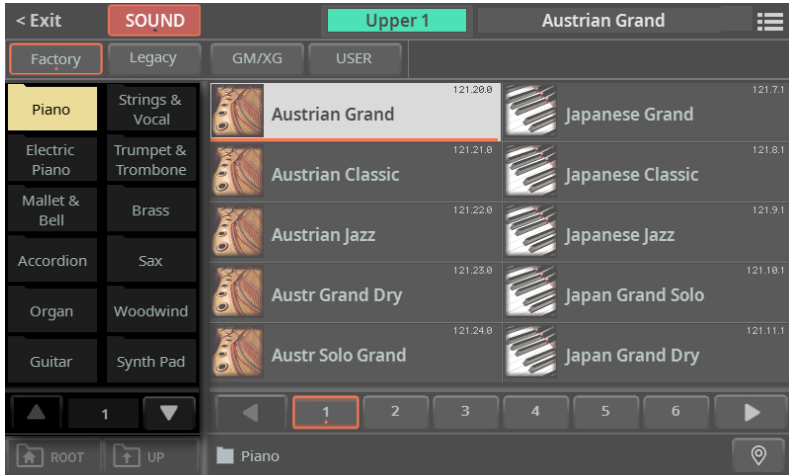 < Exit SOUND Upper 1 Austrian Grand
Factory Legacy GM/XG USER
Piano
Strings &
Vocal
Electric
Piano
Trumpet &
Trombone
Mallet &
Bell
Brass
Accordion
Sax
Organ
Woodwind
Guitar
Synth Pad
1
121.20.0
Austrian Grand
121.7.1
Japanese Grand
121.21.0
Austrian Classic
121.8.1
Japanese Classic
121.22.0
Austrian Jazz
121.9.1
Japanese Jazz
121.23.0
Austr Grand Dry
121.10.1
Japan Grand Solo
121.24.0
Austr Solo Grand
121.11.1
Japan Grand Dry
1 2 3 4 5 6
ROOT UP Piano